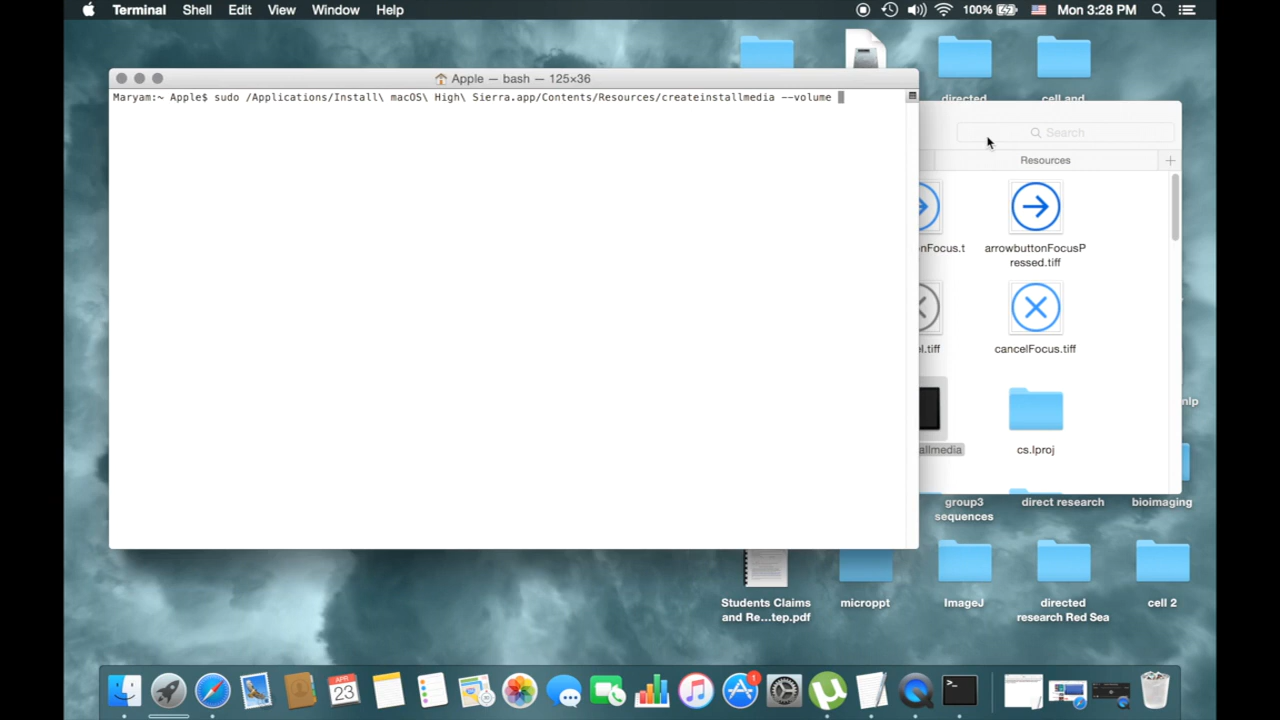 Terminal Shell Edit View Window Help 100% Mon 3:28 PM
Apple — bash — 125×36
Maryam:~ Apple$ sudo /Applications/Install\ macOS\ High\ Sierra.app/Contents/Resources/createinstallmedia --volume
directed
cell and
Search
Resources
nFocus.t
arrowbuttonFocusP
ressed.tiff
el.tiff
cancelFocus.tiff
nlp
allmedia
cs.lproj
group3
sequences
direct research
bioimaging
Students Claims
and Re...tep.pdf
microppt
ImageJ
directed
research Red Sea
cell 2
APR
23
1